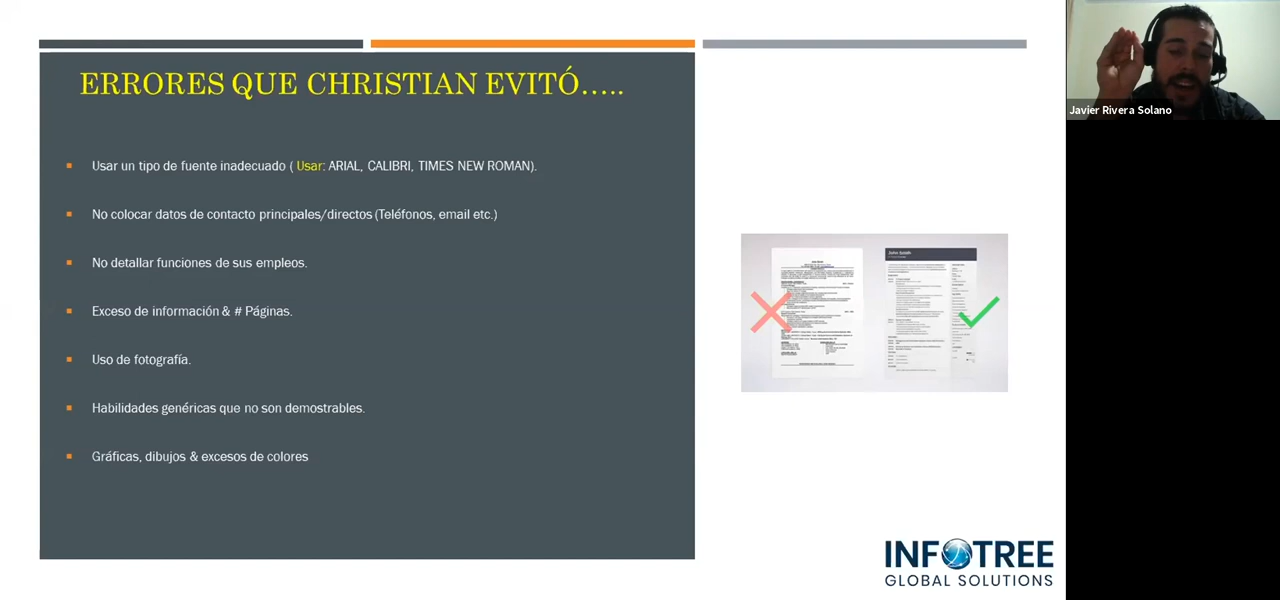 ERRORES QUE CHRISTIAN EVITÓ.....
Usar un tipo de fuente inadecuado ( Usar: ARIAL, CALIBRI, TIMES NEW ROMAN).
No colocar datos de contacto principales/directos (Teléfonos, email etc.)
No detallar funciones de sus empleos.
Exceso de información & # Páginas.
Uso de fotografía.
Habilidades genéricas que no son demostrables.
Gráficas, dibujos & excesos de colores
John Smith
INFOTREE
GLOBAL SOLUTIONS
Javier Rivera Solano